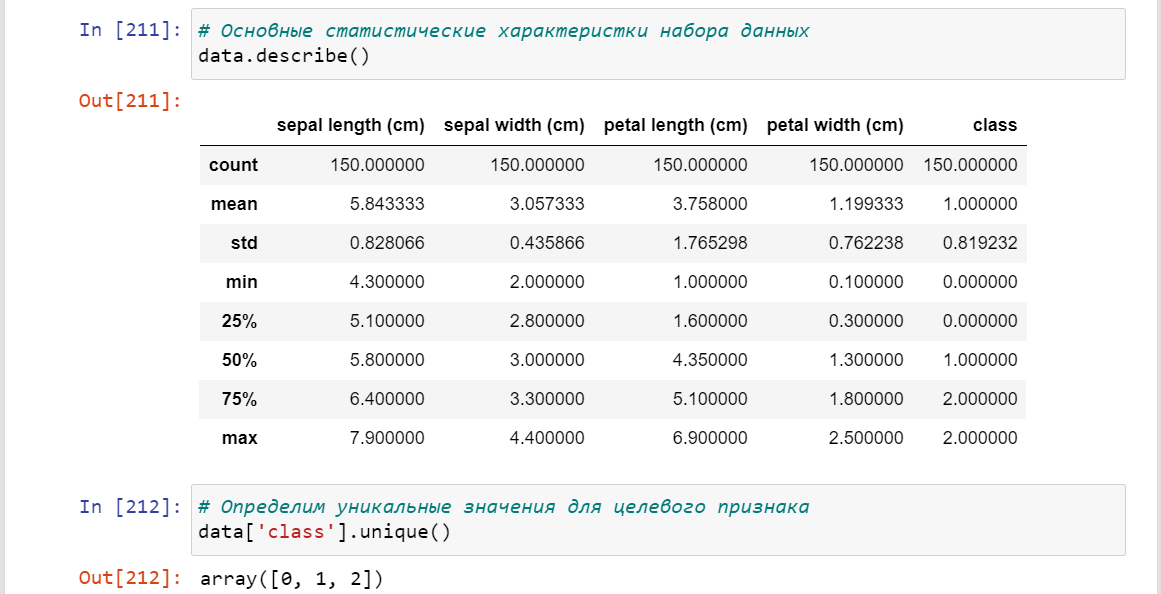 In [211]: # Основные статистические характеристки набора данных
data.describe()
Out[211]:
sepal length (cm) sepal width (cm) petal length (cm) petal width (cm) class
count 150.000000 150.000000 150.000000 150.000000 150.000000
mean 5.843333 3.057333 3.758000 1.199333 1.000000
std 0.828066 0.435866 1.765298 0.762238 0.819232
min 4.300000 2.000000 1.000000 0.100000 0.000000
25% 5.100000 2.800000 1.600000 0.300000 0.000000
50% 5.800000 3.000000 4.350000 1.300000 1.000000
75% 6.400000 3.300000 5.100000 1.800000 2.000000
max 7.900000 4.400000 6.900000 2.500000 2.000000
In [212]: # Определим уникальные значения для целевого признака
data['class'].unique()
Out[212]: array([0, 1, 2])